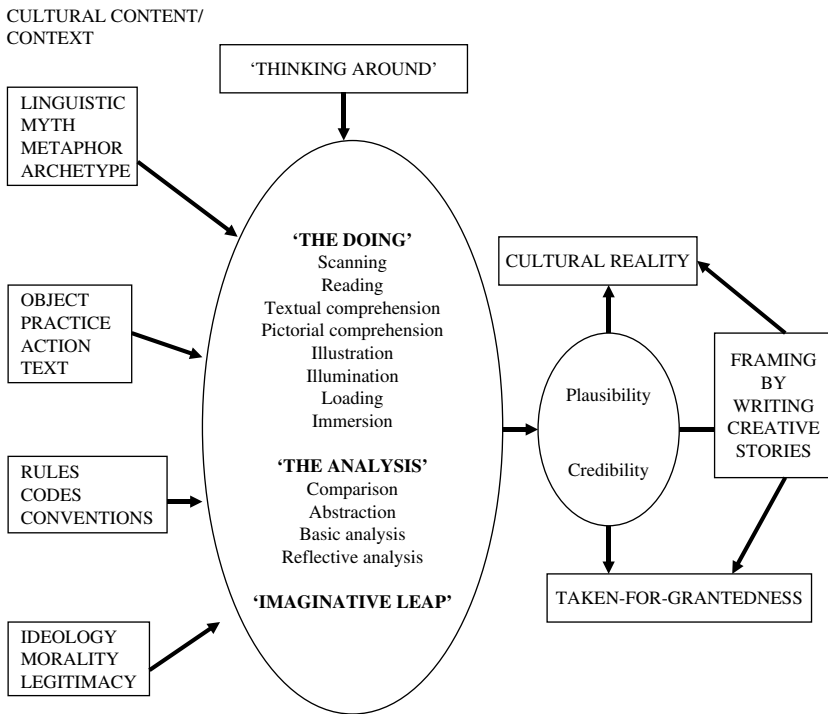 CULTURAL CONTENT/
CONTEXT
‘THINKING AROUND’
LINGUISTIC
MYTH
METAPHOR
ARCHETYPE
OBJECT
PRACTICE
ACTION
TEXT
RULES
CODES
CONVENTIONS
IDEOLOGY
MORALITY
LEGITIMACY
‘THE DOING’
Scanning
Reading
Textual comprehension
Pictorial comprehension
Illustration
Illumination
Loading
Immersion
‘THE ANALYSIS’
Comparison
Abstraction
Basic analysis
Reflective analysis
‘IMAGINATIVE LEAP’
CULTURAL REALITY
Plausibility
Credibility
FRAMING
BY
WRITING
CREATIVE
STORIES
TAKEN-FOR-GRANTEDNESS